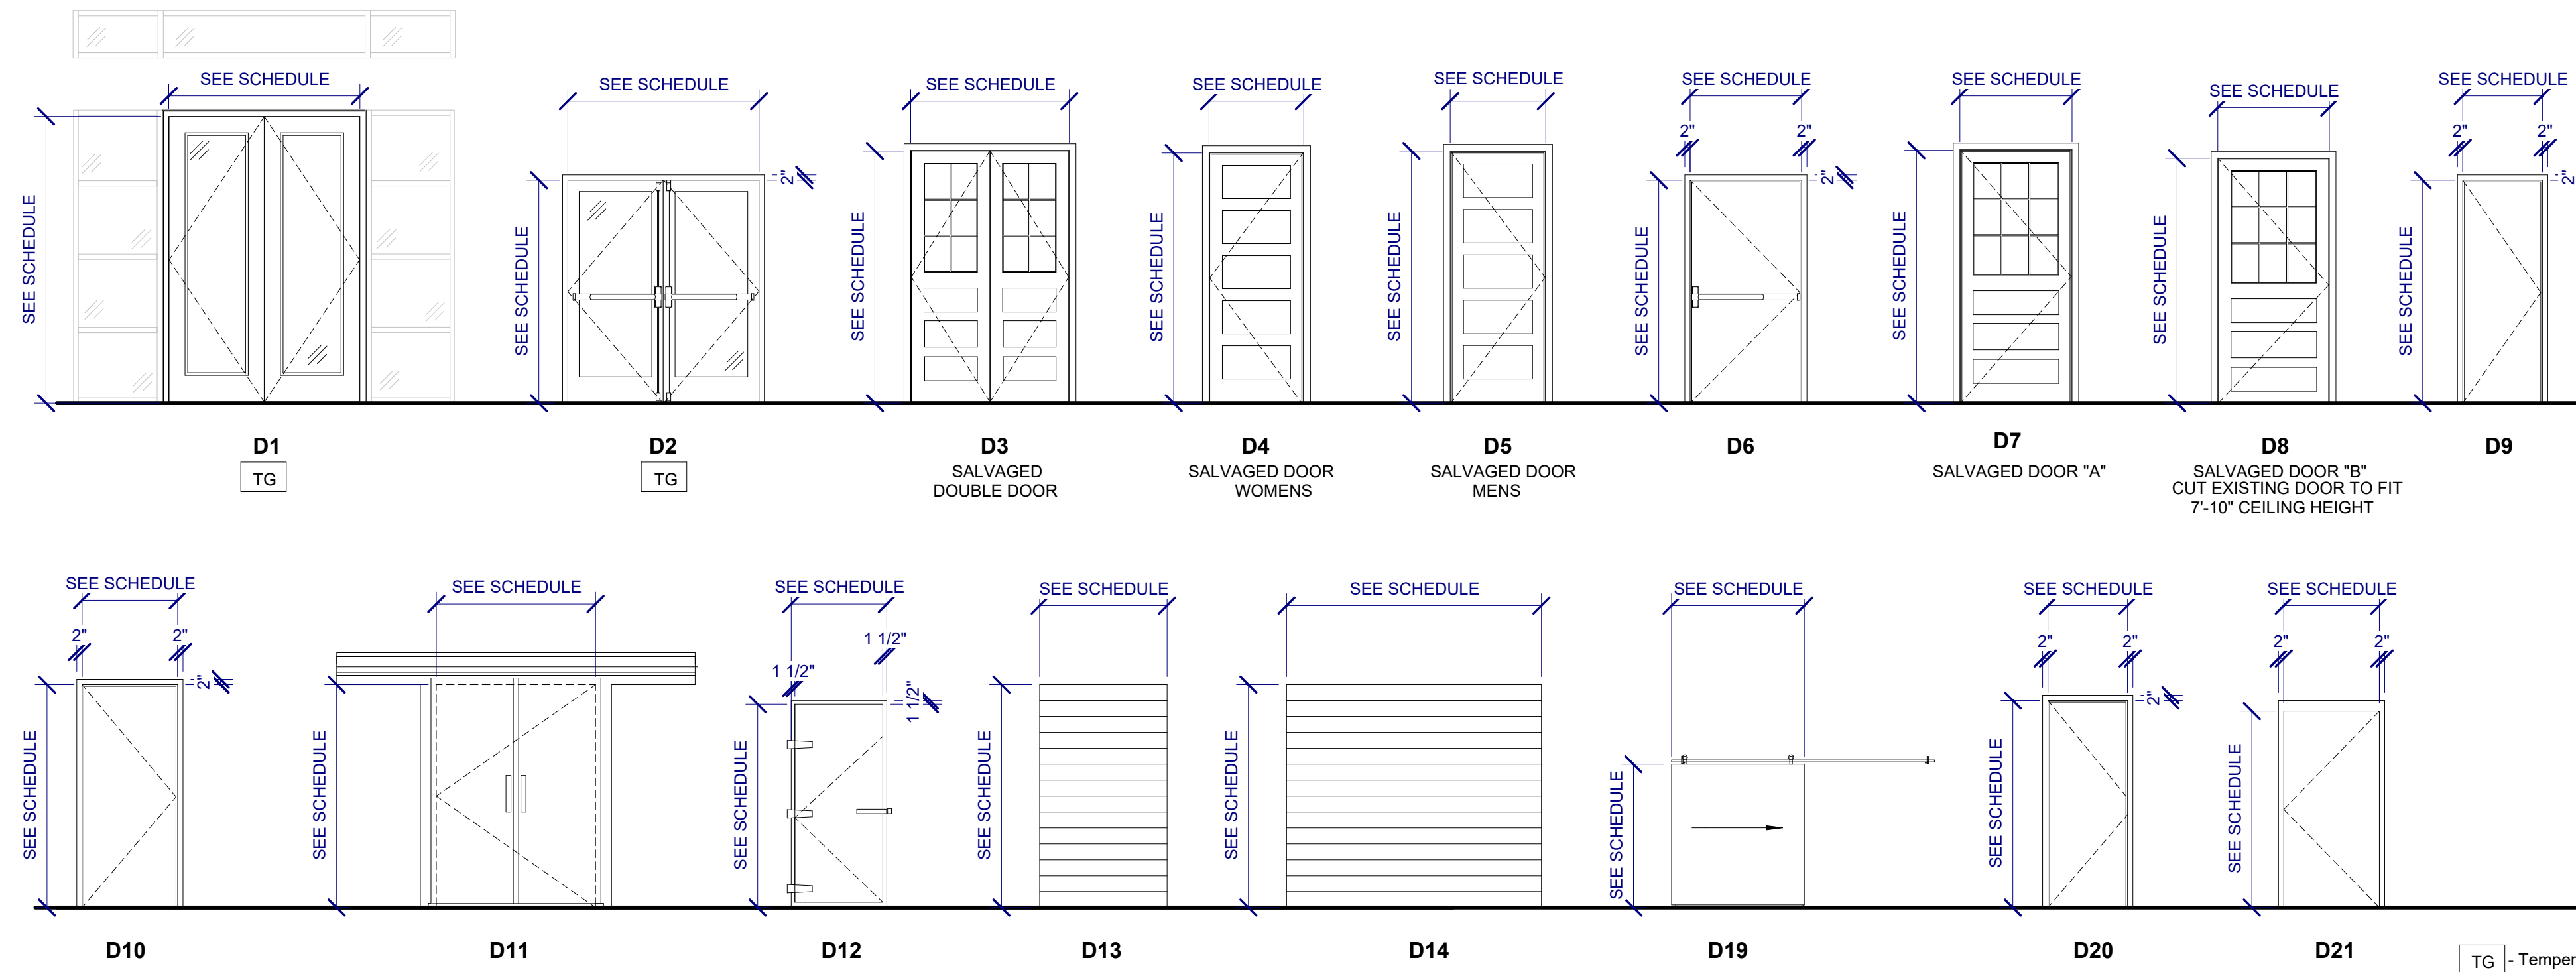 SEE SCHEDULE
SEE SCHEDULE
SEE SCHEDULE
SEE SCHEDULE
2"
SEE SCHEDULE
SEE SCHEDULE
SEE SCHEDULE
SEE SCHEDULE
SEE SCHEDULE
SEE SCHEDULE
SEE SCHEDULE
2"
2"
2"
SEE SCHEDULE
SEE SCHEDULE
SEE SCHEDULE
SEE SCHEDULE
SEE SCHEDULE
SEE SCHEDULE
2"
2"
2"
SEE SCHEDULE
D1
TG
D2
TG
D3
SALVAGED
DOUBLE DOOR
D4
SALVAGED DOOR
WOMENS
D5
SALVAGED DOOR
MENS
D6
D7
SALVAGED DOOR "A"
D8
SALVAGED DOOR "B"
CUT EXISTING DOOR TO FIT
7'-10" CEILING HEIGHT
D9
SEE SCHEDULE
2"
2"
2"
SEE SCHEDULE
SEE SCHEDULE
SEE SCHEDULE
SEE SCHEDULE
1 1/2"
1 1/2"
1 1/2"
SEE SCHEDULE
SEE SCHEDULE
SEE SCHEDULE
SEE SCHEDULE
SEE SCHEDULE
SEE SCHEDULE
SEE SCHEDULE
SEE SCHEDULE
2"
2"
2"
SEE SCHEDULE
SEE SCHEDULE
2"
2"
SEE SCHEDULE
D10
D11
D12
D13
D14
D19
D20
D21
TG - Temper